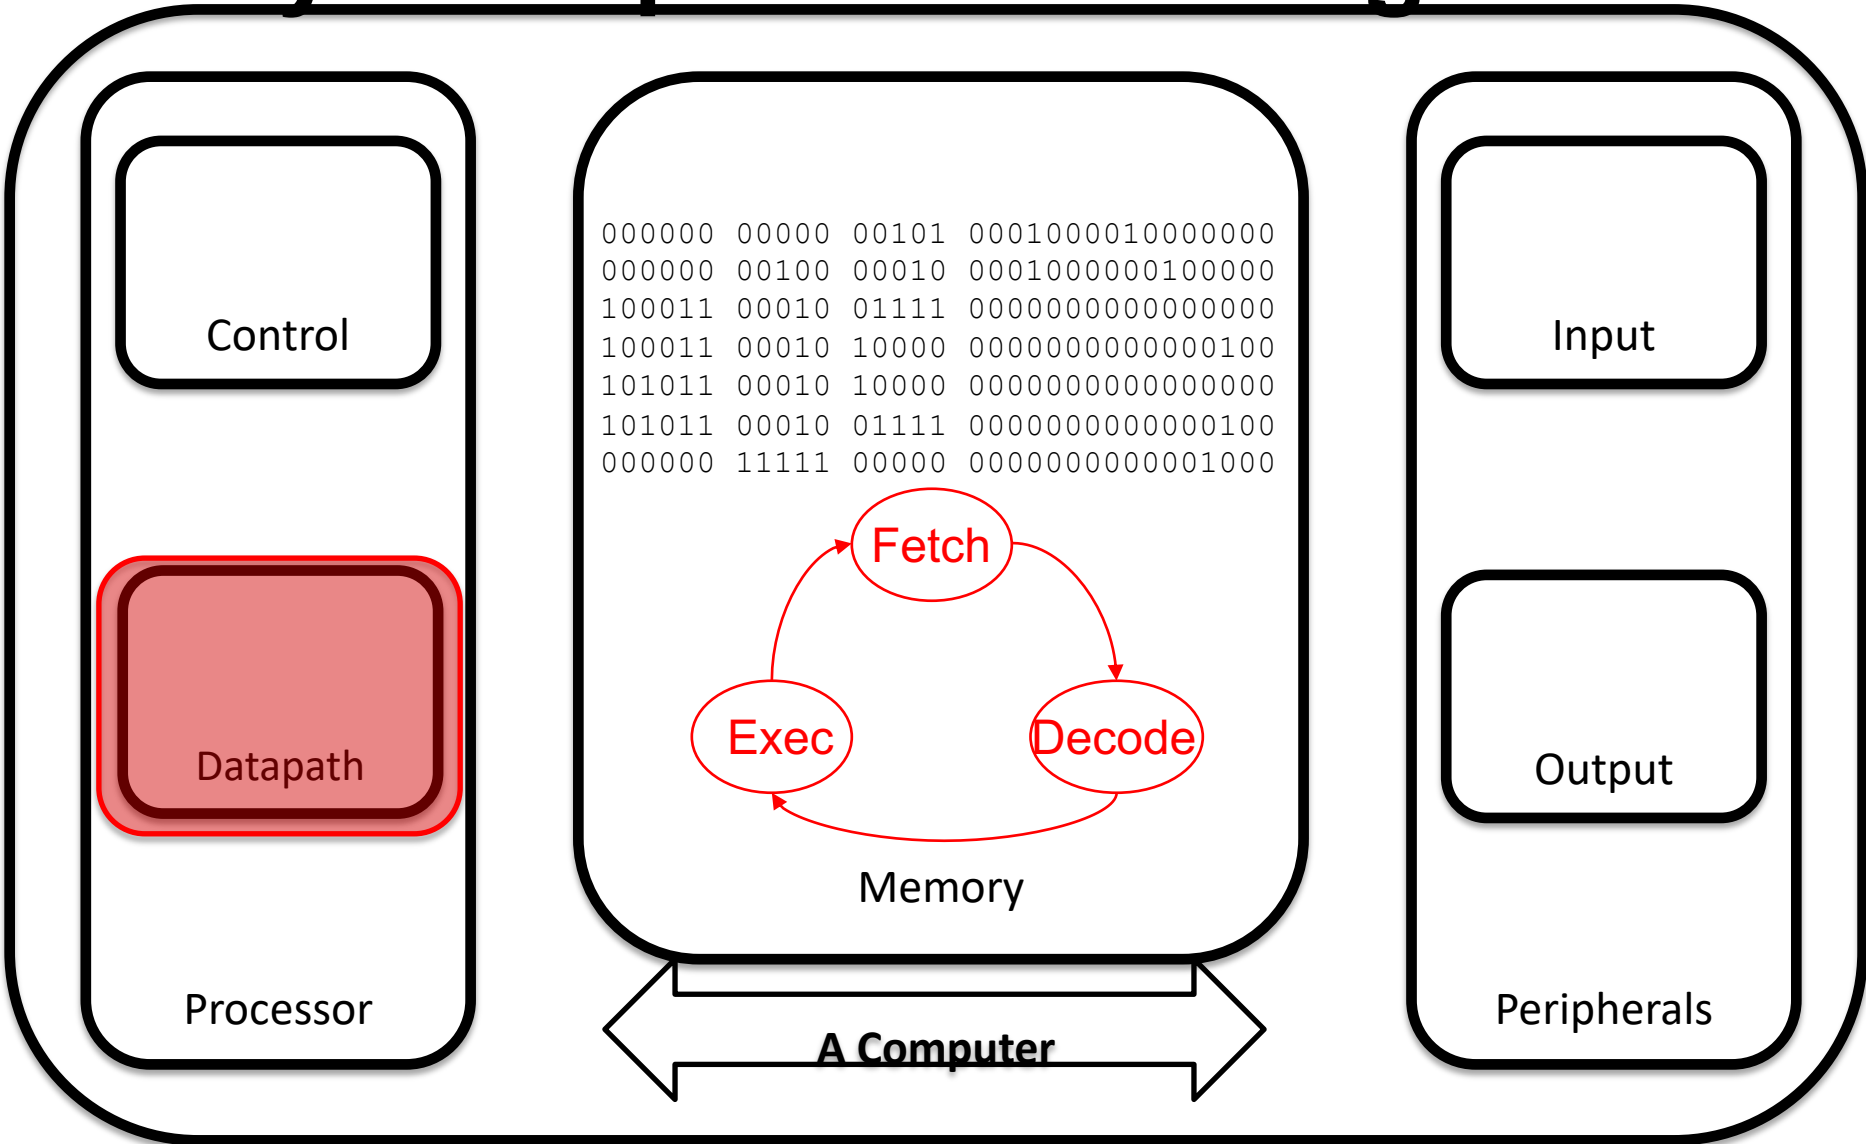 Control
Datapath
Processor
000000 00000 00101 0001000010000000
000000 00100 00010 0001000000100000
100011 00010 01111 0000000000000000
100011 00010 10000 0000000000000100
101011 00010 10000 0000000000000000
101011 00010 01111 0000000000000100
000000 11111 00000 0000000000001000
Fetch
Exec
Decode
Memory
A Computer
Input
Output
Peripherals